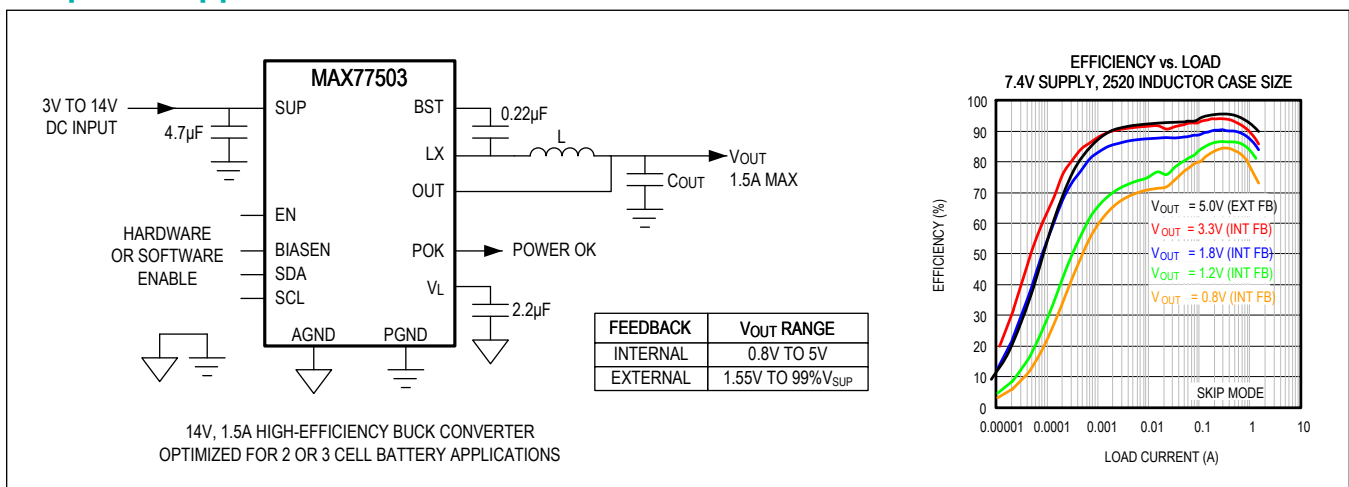 MAX77503
3V TO 14V
DC INPUT
4.7µF
SUP
BST
0.22µF
LX
L
OUT
COUT
VOUT
1.5A MAX
HARDWARE
OR SOFTWARE
ENABLE
EN
BIASEN
SDA
SCL
POK
POWER OK
VL
2.2µF
AGND
PGND
FEEDBACK VOUT RANGE
INTERNAL 0.8V TO 5V
EXTERNAL 1.55V TO 99%VSUP
14V, 1.5A HIGH-EFFICIENCY BUCK CONVERTER
OPTIMIZED FOR 2 OR 3 CELL BATTERY APPLICATIONS
EFFICIENCY vs. LOAD
7.4V SUPPLY, 2520 INDUCTOR CASE SIZE
EFFICIENCY (%)
100
90
80
70
60
50
40
30
20
10
0
VOUT = 5.0V (EXT FB)
VOUT = 3.3V (INT FB)
VOUT = 1.8V (INT FB)
VOUT = 1.2V (INT FB)
VOUT = 0.8V (INT FB)
SKIP MODE
0.00001 0.0001 0.001 0.01 0.1 1 10
LOAD CURRENT (A)